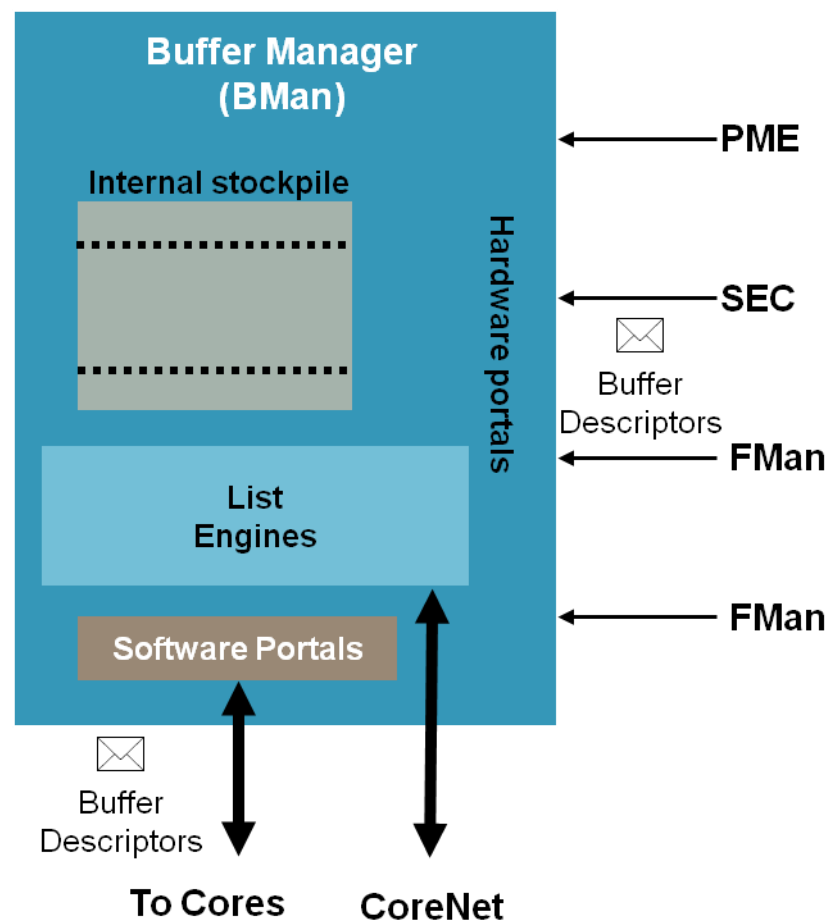 Buffer Manager
(BMan)
Internal stockpile
Hardware portals
PME
SEC
Buffer
Descriptors
FMan
List
Engines
FMan
Software Portals
Buffer
Descriptors
To Cores
CoreNet